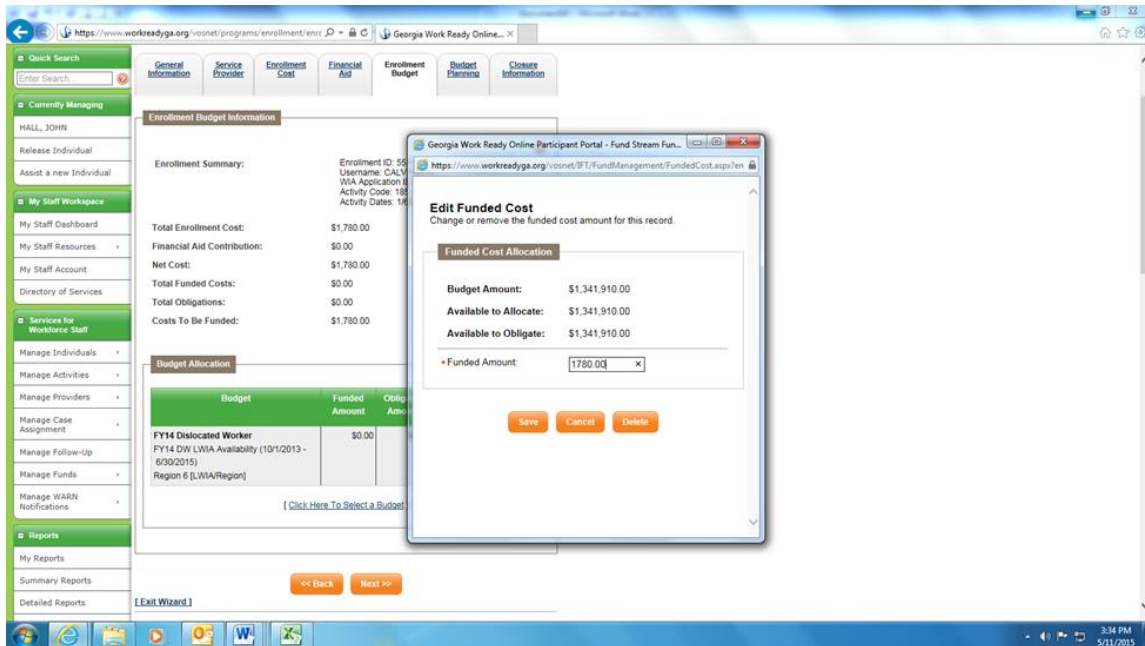 https://www.workreadyga.org/vosnet/programs/enrollment/enro
Georgia Work Ready Online...
Quick Search
Enter Search...
Currently Managing
HALL, JOHN
Release Individual
Assist a new Individual
My Staff Workspace
My Staff Dashboard
My Staff Resources
My Staff Account
Directory of Services
Services for
Workforce Staff
Manage Individuals
Manage Activities
Manage Providers
Manage Case
Assignment
Manage Follow-Up
Manage Funds
Manage WARN
Notifications
Reports
My Reports
Summary Reports
Detailed Reports
General
Information
Service
Provider
Enrollment
Cost
Financial
Aid
Enrollment
Budget
Budget
Planning
Closure
Information
Enrollment Budget Information
Enrollment Summary:
Enrollment ID: 55
Username: CALV
WIA Application I
Activity Code: 185
Activity Dates: 1/6
Total Enrollment Cost: $1,780.00
Financial Aid Contribution: $0.00
Net Cost: $1,780.00
Total Funded Costs: $0.00
Total Obligations: $0.00
Costs To Be Funded: $1,780.00
Budget Allocation
Budget
Funded
Amount
Oblig
Amo
FY14 Dislocated Worker
FY14 DW LWIA Availability (10/1/2013 -
6/30/2015)
Region 6 [LWIA/Region]
$0.00
[ Click Here To Select a Budget
<< Back Next >>
[ Exit Wizard ]
Georgia Work Ready Online Participant Portal - Fund Stream Fun...
https://www.workreadyga.org/vosnet/IFT/FundManagement/FundedCost.aspx?en
Edit Funded Cost
Change or remove the funded cost amount for this record.
Funded Cost Allocation
Budget Amount: $1,341,910.00
Available to Allocate: $1,341,910.00
Available to Obligate: $1,341,910.00
*Funded Amount: 1780.00
Save Cancel Delete
3:34 PM
5/11/2015